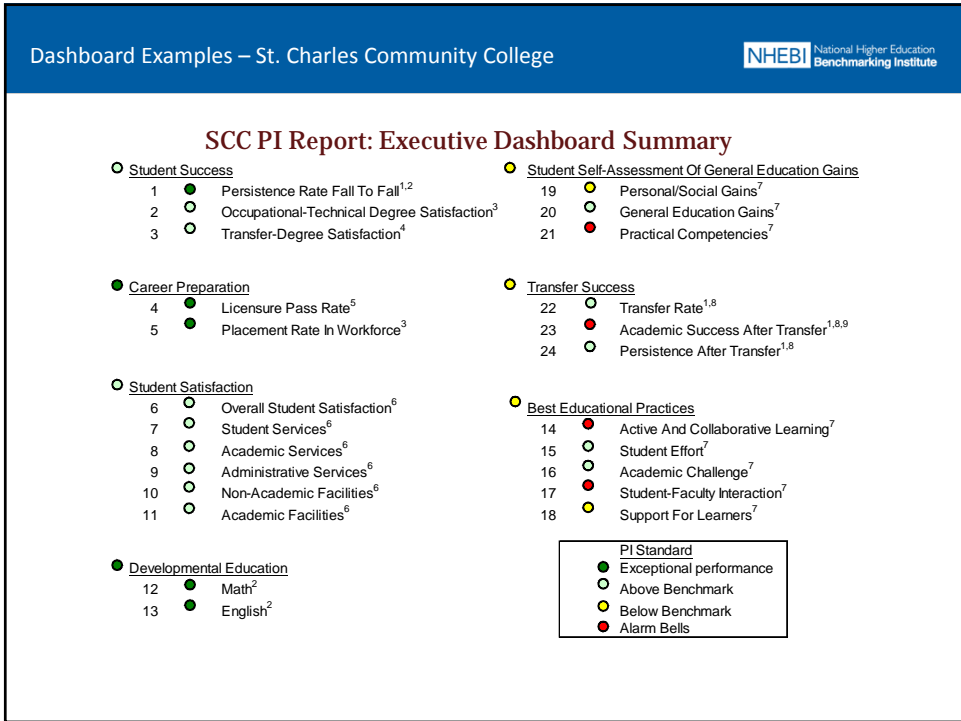 Dashboard Examples – St. Charles Community College
NHEBI National Higher Education
Benchmarking Institute
SCC PI Report: Executive Dashboard Summary
Student Success
1 Persistence Rate Fall To Fall1,2
2 Occupational-Technical Degree Satisfaction3
3 Transfer-Degree Satisfaction4
Career Preparation
4 Licensure Pass Rate5
5 Placement Rate In Workforce3
Student Satisfaction
6 Overall Student Satisfaction6
7 Student Services6
8 Academic Services6
9 Administrative Services6
10 Non-Academic Facilities6
11 Academic Facilities6
Developmental Education
12 Math2
13 English2
Student Self-Assessment Of General Education Gains
19 Personal/Social Gains7
20 General Education Gains7
21 Practical Competencies7
Transfer Success
22 Transfer Rate1,8
23 Academic Success After Transfer1,8,9
24 Persistence After Transfer1,8
Best Educational Practices
14 Active And Collaborative Learning7
15 Student Effort7
16 Academic Challenge7
17 Student-Faculty Interaction7
18 Support For Learners7
PI Standard
Exceptional performance
Above Benchmark
Below Benchmark
Alarm Bells